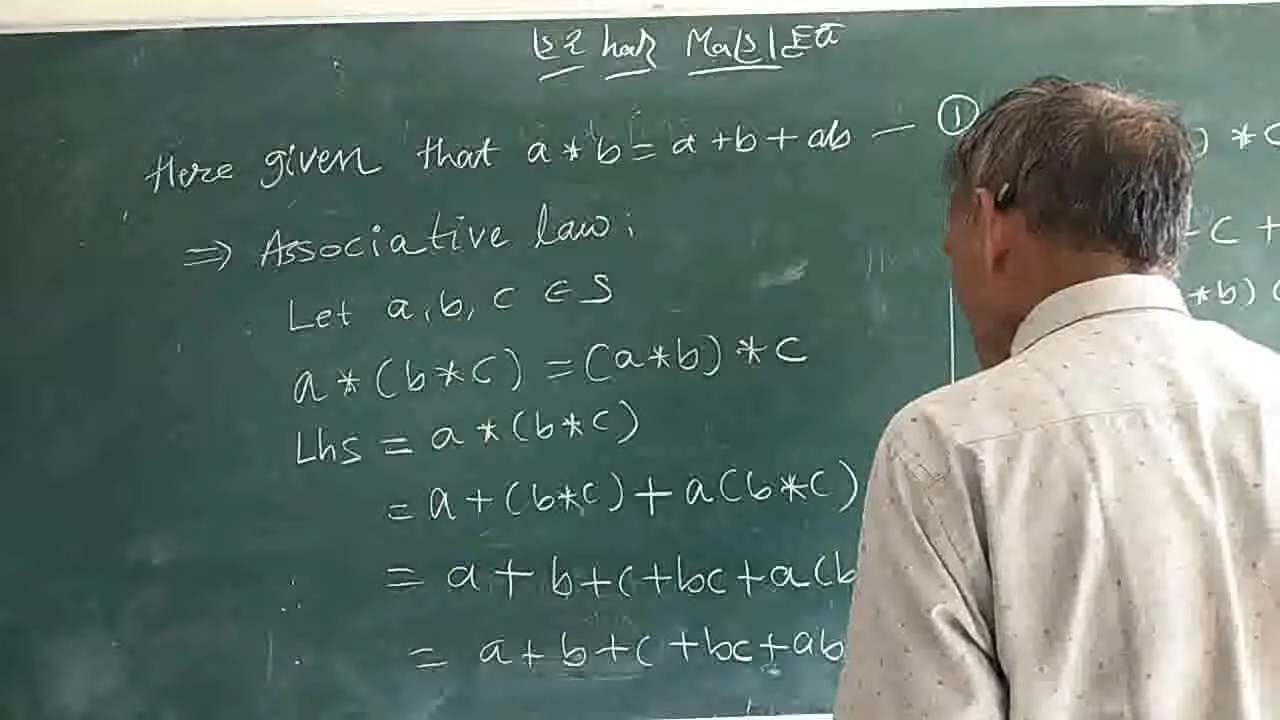 Here given that a * b = a + b + ab — ①
⇒ Associative law:
Let a, b, c ∈ S
a * (b * c) = (a * b) * c
Lhs = a * (b * c)
= a + (b * c) + a (b * c)
= a + b + c + bc + a (b
= a + b + c + bc + ab
) * c
- c +
* b) (